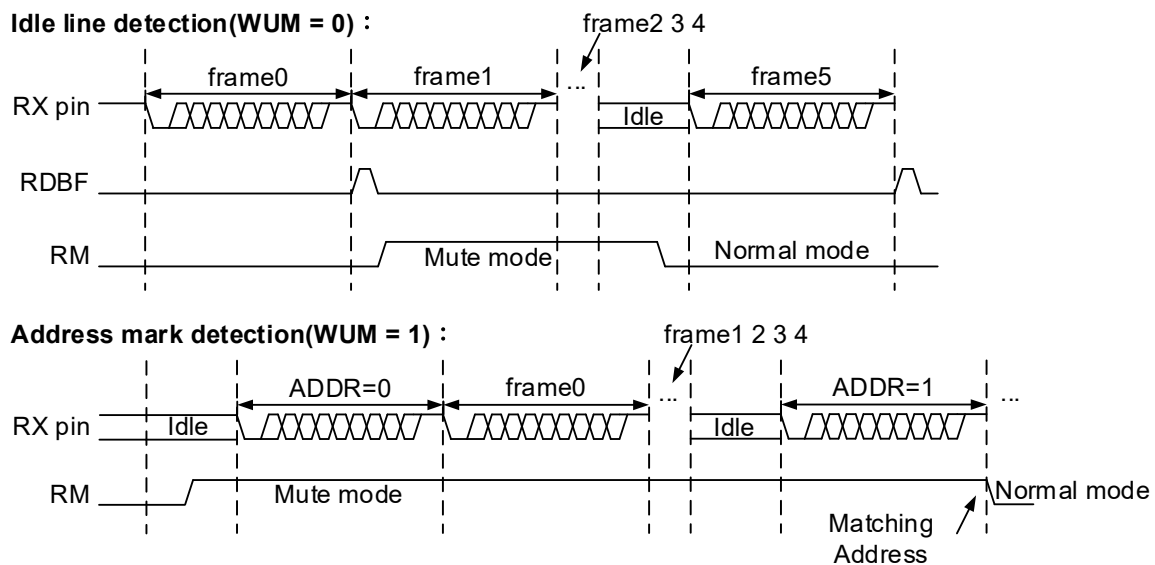 Idle line detection(WUM = 0)：
frame2 3 4
frame0
frame1
...
frame5
RX pin
Idle
RDBF
RM
Mute mode
Normal mode
Address mark detection(WUM = 1)：
frame1 2 3 4
ADDR=0
frame0
...
ADDR=1
...
RX pin
Idle
Idle
RM
Mute mode
Normal mode
Matching
Address